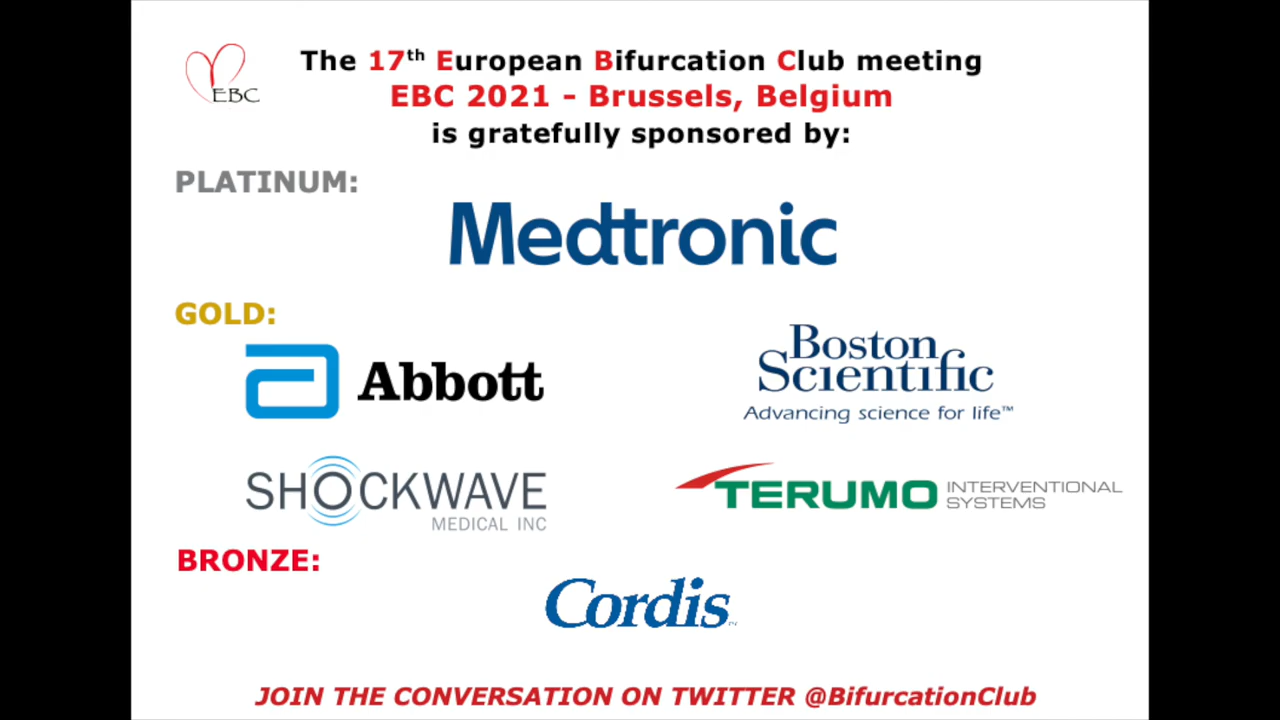 EBC
The 17th European Bifurcation Club meeting
EBC 2021 - Brussels, Belgium
is gratefully sponsored by:
PLATINUM:
Medtronic
GOLD:
Abbott
Boston
Scientific
Advancing science for life™
SHOCKWAVE
MEDICAL INC
TERUMO INTERVENTIONAL
SYSTEMS
BRONZE:
Cordis™
JOIN THE CONVERSATION ON TWITTER @BifurcationClub